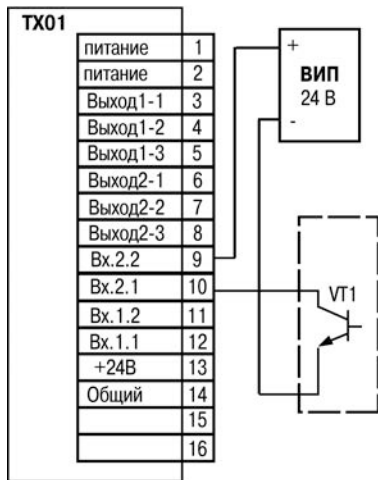 ТХ01
питание 1
питание 2
Выход1-1 3
Выход1-2 4
Выход1-3 5
Выход2-1 6
Выход2-2 7
Выход2-3 8
Вх.2.2 9
Вх.2.1 10
Вх.1.2 11
Вх.1.1 12
+24В 13
Общий 14
15
16
+
ВИП
24 В
-
VT1